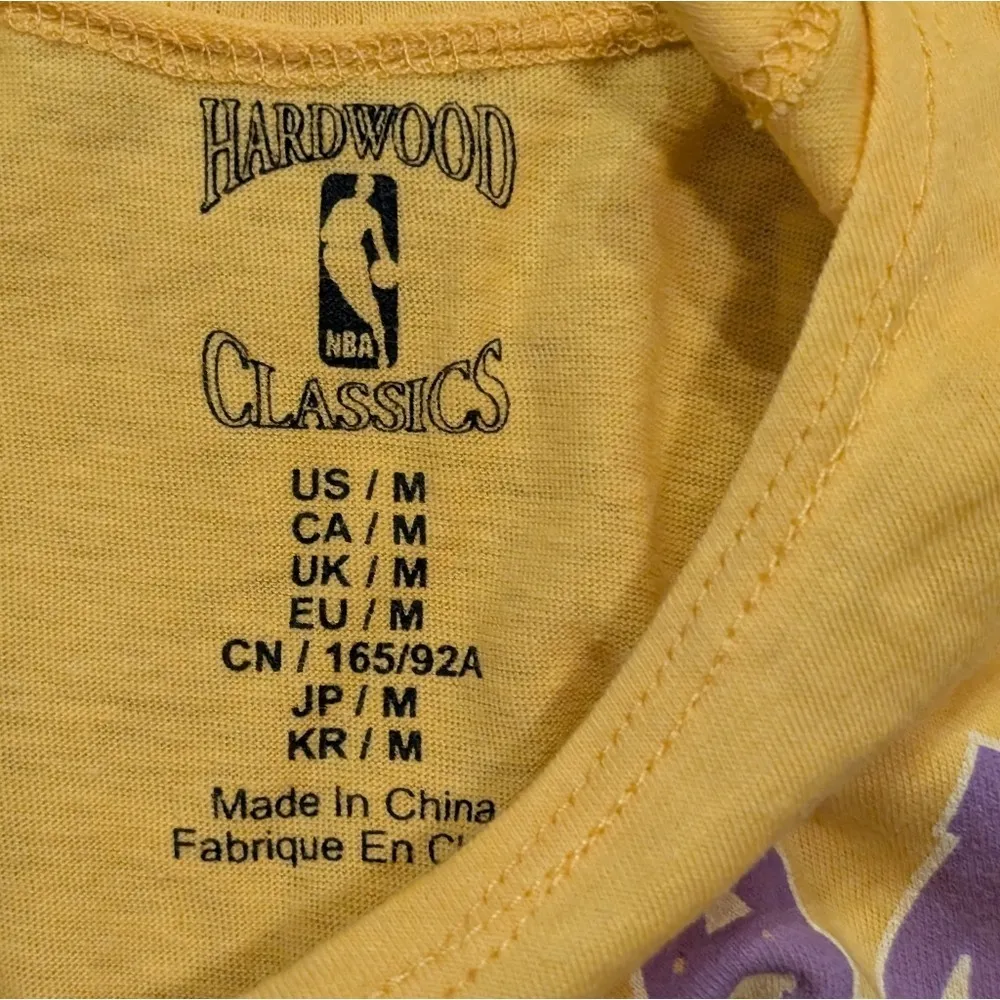 HARDWOOD
NBA
CLASSICS
US / M
CA / M
UK / M
EU / M
CN / 165/92A
JP / M
KR / M
Made In China
Fabrique En